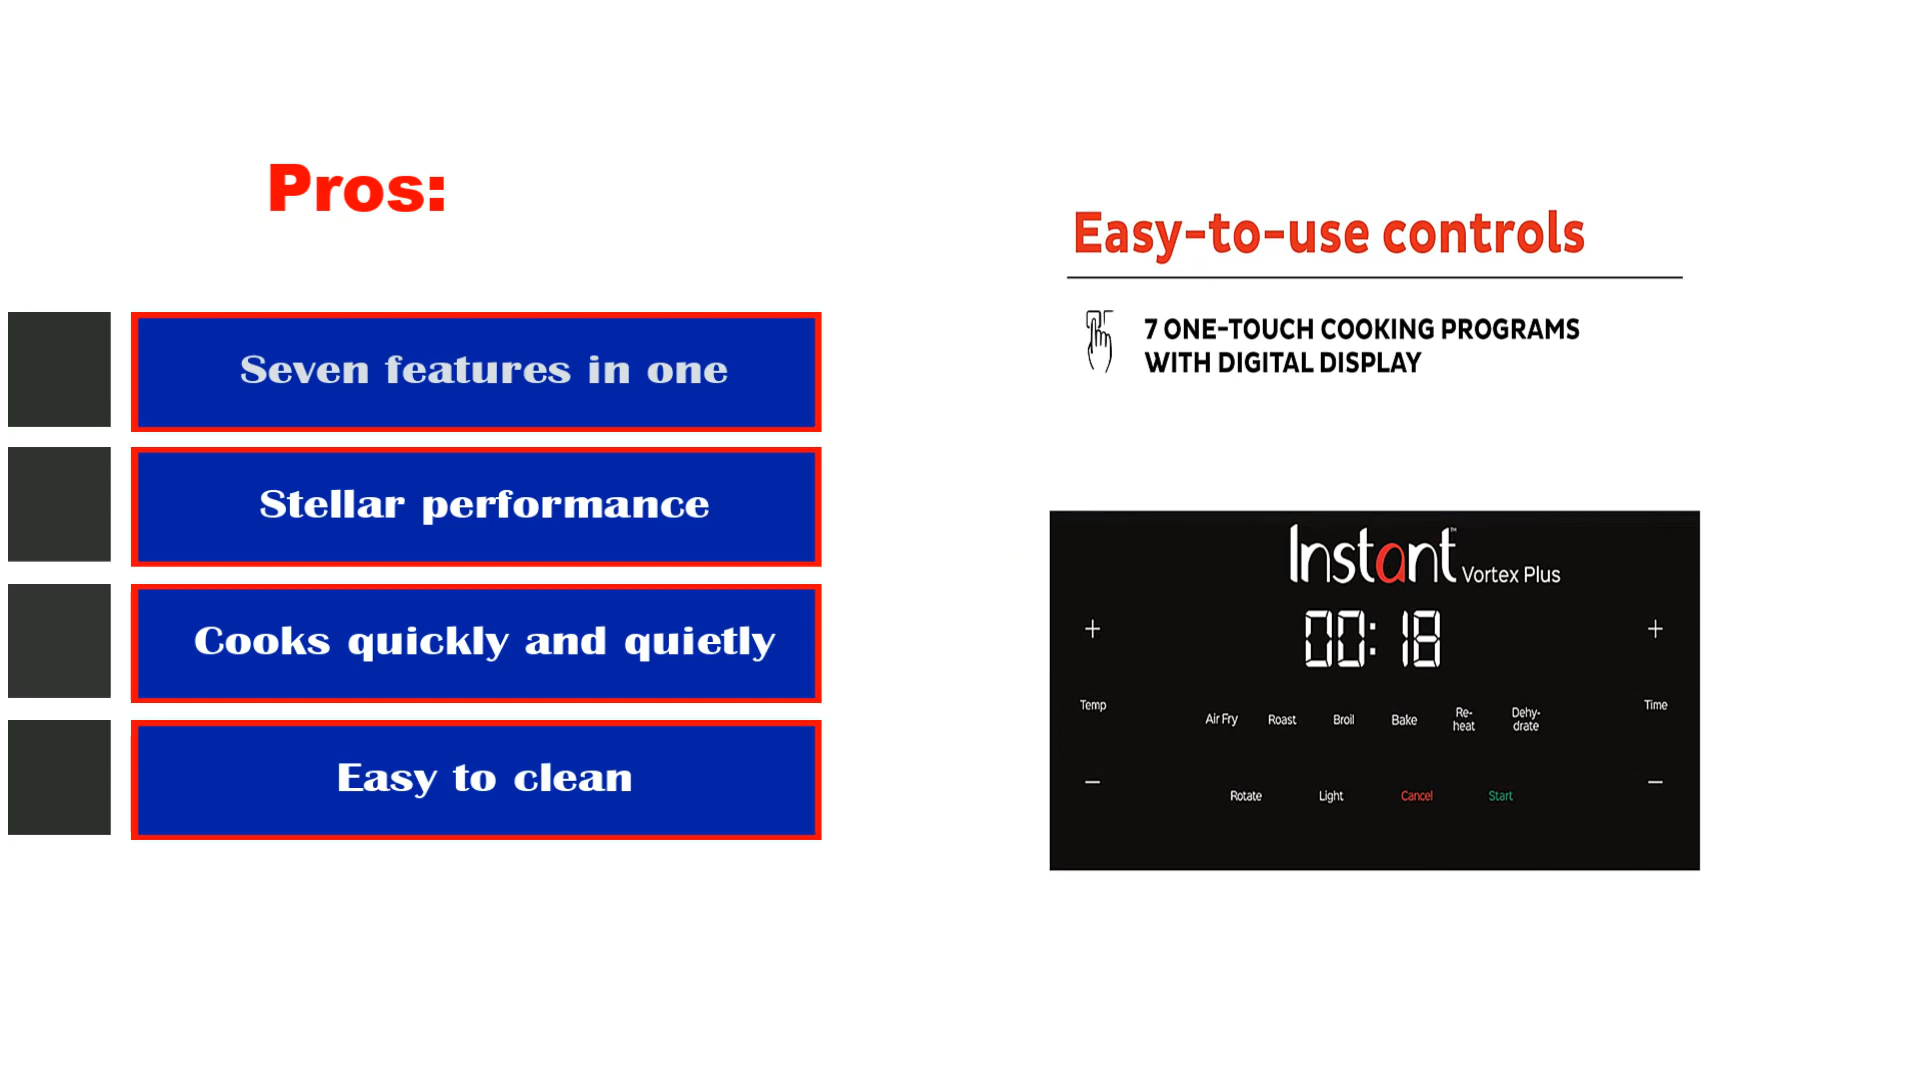 Pros:
Seven features in one
Stellar performance
Cooks quickly and quietly
Easy to clean
Easy-to-use controls
7 ONE-TOUCH COOKING PROGRAMS
WITH DIGITAL DISPLAY
Instant™ Vortex Plus
00:18
+ +
Temp Time
Air Fry Roast Broil Bake Re-heat Dehy-drate
− −
Rotate Light Cancel Start